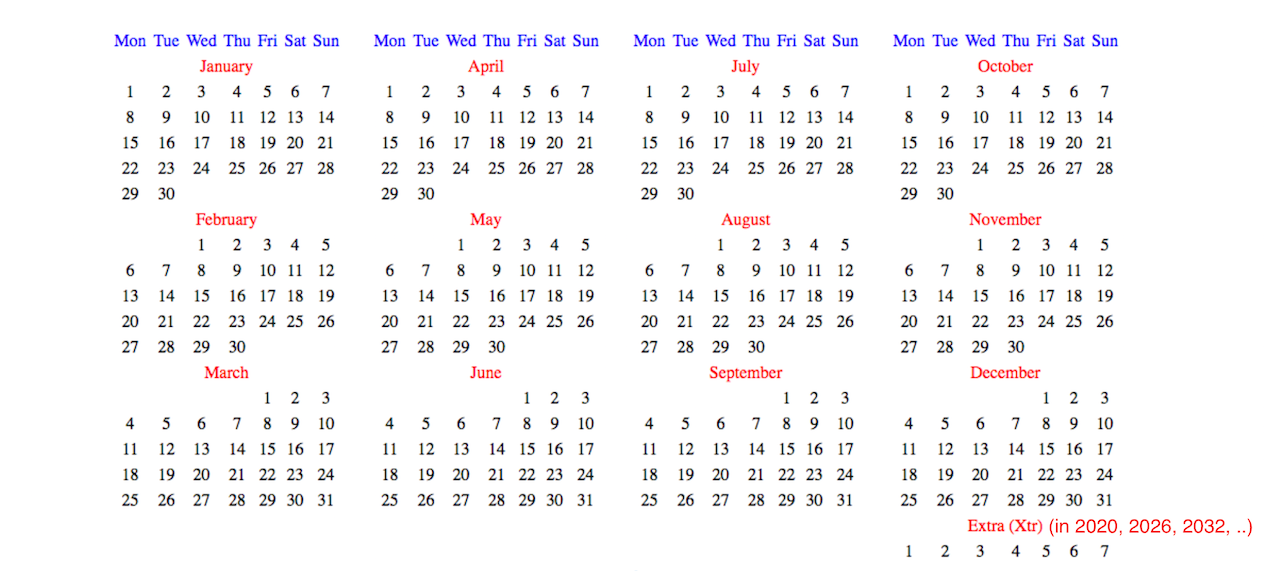 Mon Tue Wed Thu Fri Sat Sun Mon Tue Wed Thu Fri Sat Sun Mon Tue Wed Thu Fri Sat Sun Mon Tue Wed Thu Fri Sat Sun
January April July October
1 2 3 4 5 6 7 1 2 3 4 5 6 7 1 2 3 4 5 6 7 1 2 3 4 5 6 7
8 9 10 11 12 13 14 8 9 10 11 12 13 14 8 9 10 11 12 13 14 8 9 10 11 12 13 14
15 16 17 18 19 20 21 15 16 17 18 19 20 21 15 16 17 18 19 20 21 15 16 17 18 19 20 21
22 23 24 25 26 27 28 22 23 24 25 26 27 28 22 23 24 25 26 27 28 22 23 24 25 26 27 28
29 30 29 30 29 30 29 30
February May August November
1 2 3 4 5 1 2 3 4 5 1 2 3 4 5 1 2 3 4 5
6 7 8 9 10 11 12 6 7 8 9 10 11 12 6 7 8 9 10 11 12 6 7 8 9 10 11 12
13 14 15 16 17 18 19 13 14 15 16 17 18 19 13 14 15 16 17 18 19 13 14 15 16 17 18 19
20 21 22 23 24 25 26 20 21 22 23 24 25 26 20 21 22 23 24 25 26 20 21 22 23 24 25 26
27 28 29 30 27 28 29 30 27 28 29 30 27 28 29 30
March June September December
1 2 3 1 2 3 1 2 3 1 2 3
4 5 6 7 8 9 10 4 5 6 7 8 9 10 4 5 6 7 8 9 10 4 5 6 7 8 9 10
11 12 13 14 15 16 17 11 12 13 14 15 16 17 11 12 13 14 15 16 17 11 12 13 14 15 16 17
18 19 20 21 22 23 24 18 19 20 21 22 23 24 18 19 20 21 22 23 24 18 19 20 21 22 23 24
25 26 27 28 29 30 31 25 26 27 28 29 30 31 25 26 27 28 29 30 31 25 26 27 28 29 30 31
Extra (Xtr) (in 2020, 2026, 2032, ..)
1 2 3 4 5 6 7